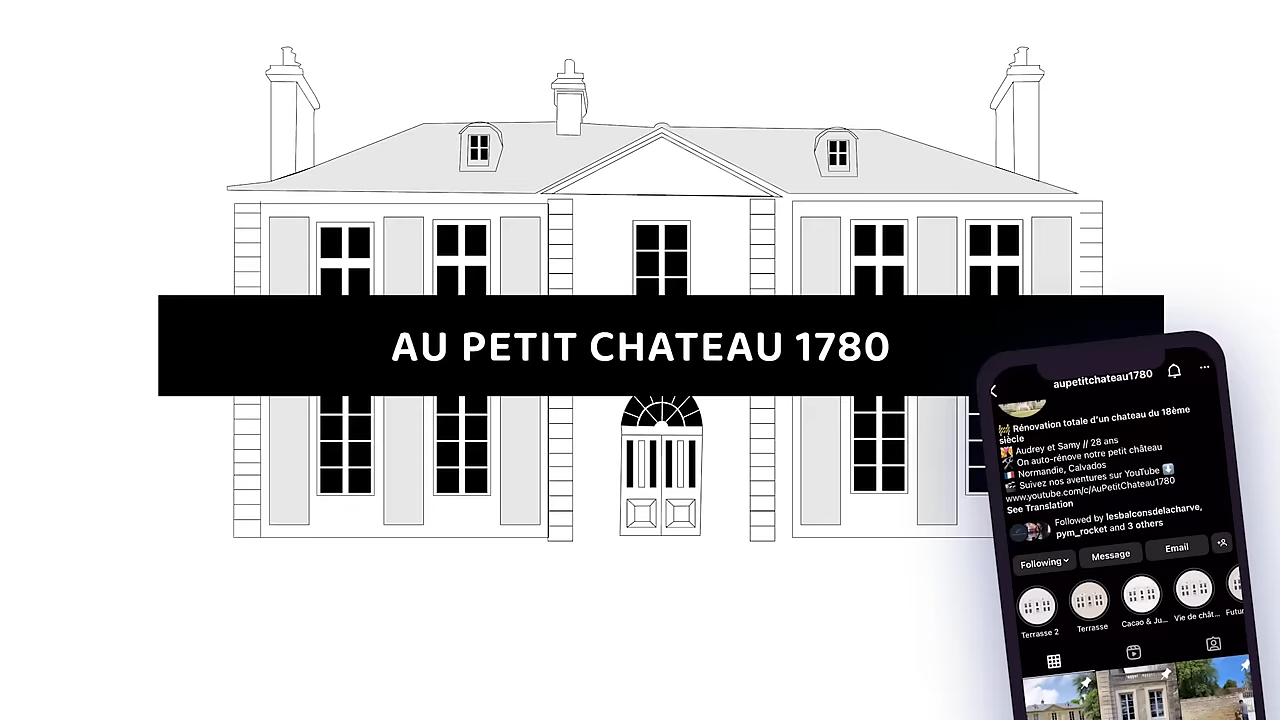 AU PETIT CHATEAU 1780
aupetitchateau1780
Rénovation totale d'un chateau du 18ème
siècle
Audrey et Samy // 28 ans
On auto-rénove notre petit château
Normandie, Calvados
Suivez nos aventures sur YouTube
www.youtube.com/c/AuPetitChateau1780
See Translation
Followed by lesbalconsdelacharve,
pym_rocket and 3 others
Following Message Email
Terrasse 2 Terrasse Cacao & Ju... Vie de chât... Futur